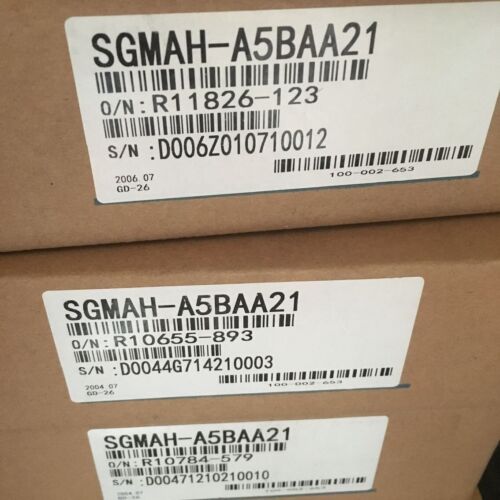 SGMAH-A5BAA21
O/N:R11826-123
S/N:D006Z010710012
2006.07
GD-26
100-002-653
SGMAH-A5BAA21
O/N:R10655-893
S/N:D0044G714210003
2004.07
GD-26
100-002-653
SGMAH-A5BAA21
O/N:R10784-579
S/N:D00471210210010